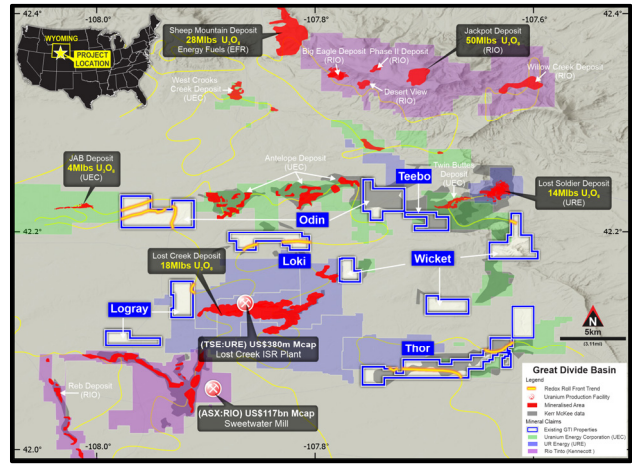 -108.0
-107.8
-107.6
WYOMING
PROJECT
LOCATION
Sheep Mountain Deposit
28Mlbs U₃O₈
Energy Fuels (EFR)
Big Eagle Deposit
(RIO)
Phase II Deposit
(RIO)
Jackpot Deposit
50Mlbs U₃O₈
(RIO)
Desert View
(RIO)
Willow Creek Deposit
(RIO)
West Crooks
Creek Deposit
(UEC)
42.2
42.2
JAB Deposit
4Mlbs U₃O₈
(UEC)
Antelope Deposit
(UEC)
Teebo
Twin Buttes
Deposit
(UEC)
Lost Soldier Deposit
14Mlbs U₃O₈
(URE)
Odin
Lost Creek Deposit
18Mlbs U₃O₈
Loki
Wicket
Logray
(TSE:URE) US$380m Mcap
Lost Creek ISR Plant
Thor
N
5km
(3.11mi)
Reb Deposit
(RIO)
(ASX:RIO) US$117bn Mcap
Sweetwater Mill
Great Divide Basin
Legend
Redox Roll Front Trend
Uranium Production Facility
Mineralised Area
Kerr McKee data
Mineral Claims
Existing GTI Properties
Uranium Energy Corporation (UEC)
UR Energy (URE)
Rio Tinto (Kennecott )
42.0
42.0
-108.0
-107.8
-107.6